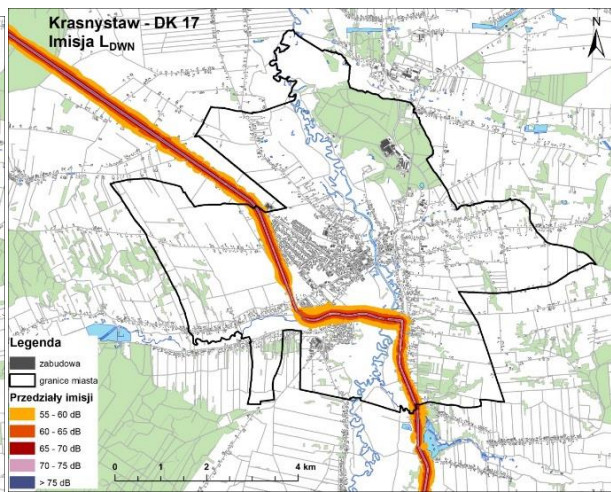 Krasnystaw - DK 17
Imisja LDWN
N
Legenda
zabudowa
granice miasta
Przedziały imisji
55 - 60 dB
60 - 65 dB
65 - 70 dB
70 - 75 dB
> 75 dB
0 1 2 4 km